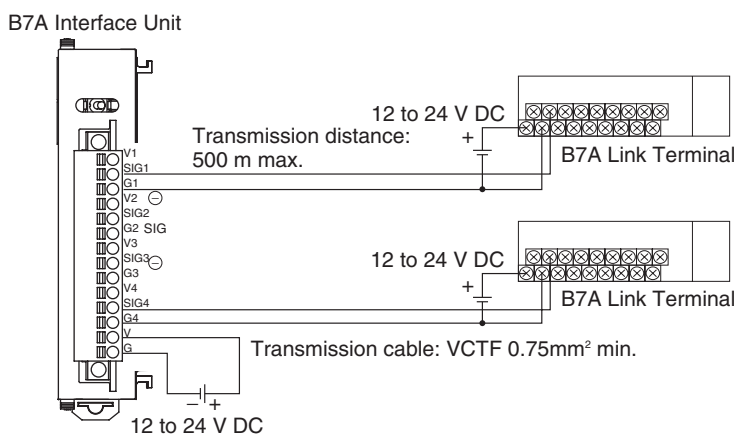 B7A Interface Unit
12 to 24 V DC
+
Transmission distance:
500 m max.
B7A Link Terminal
V1
SIG1
G1
V2 ⊖
SIG2
G2 SIG
V3
SIG3 ⊖
G3
V4
SIG4
G4
V
G
12 to 24 V DC
+
B7A Link Terminal
Transmission cable: VCTF 0.75mm² min.
− +
12 to 24 V DC